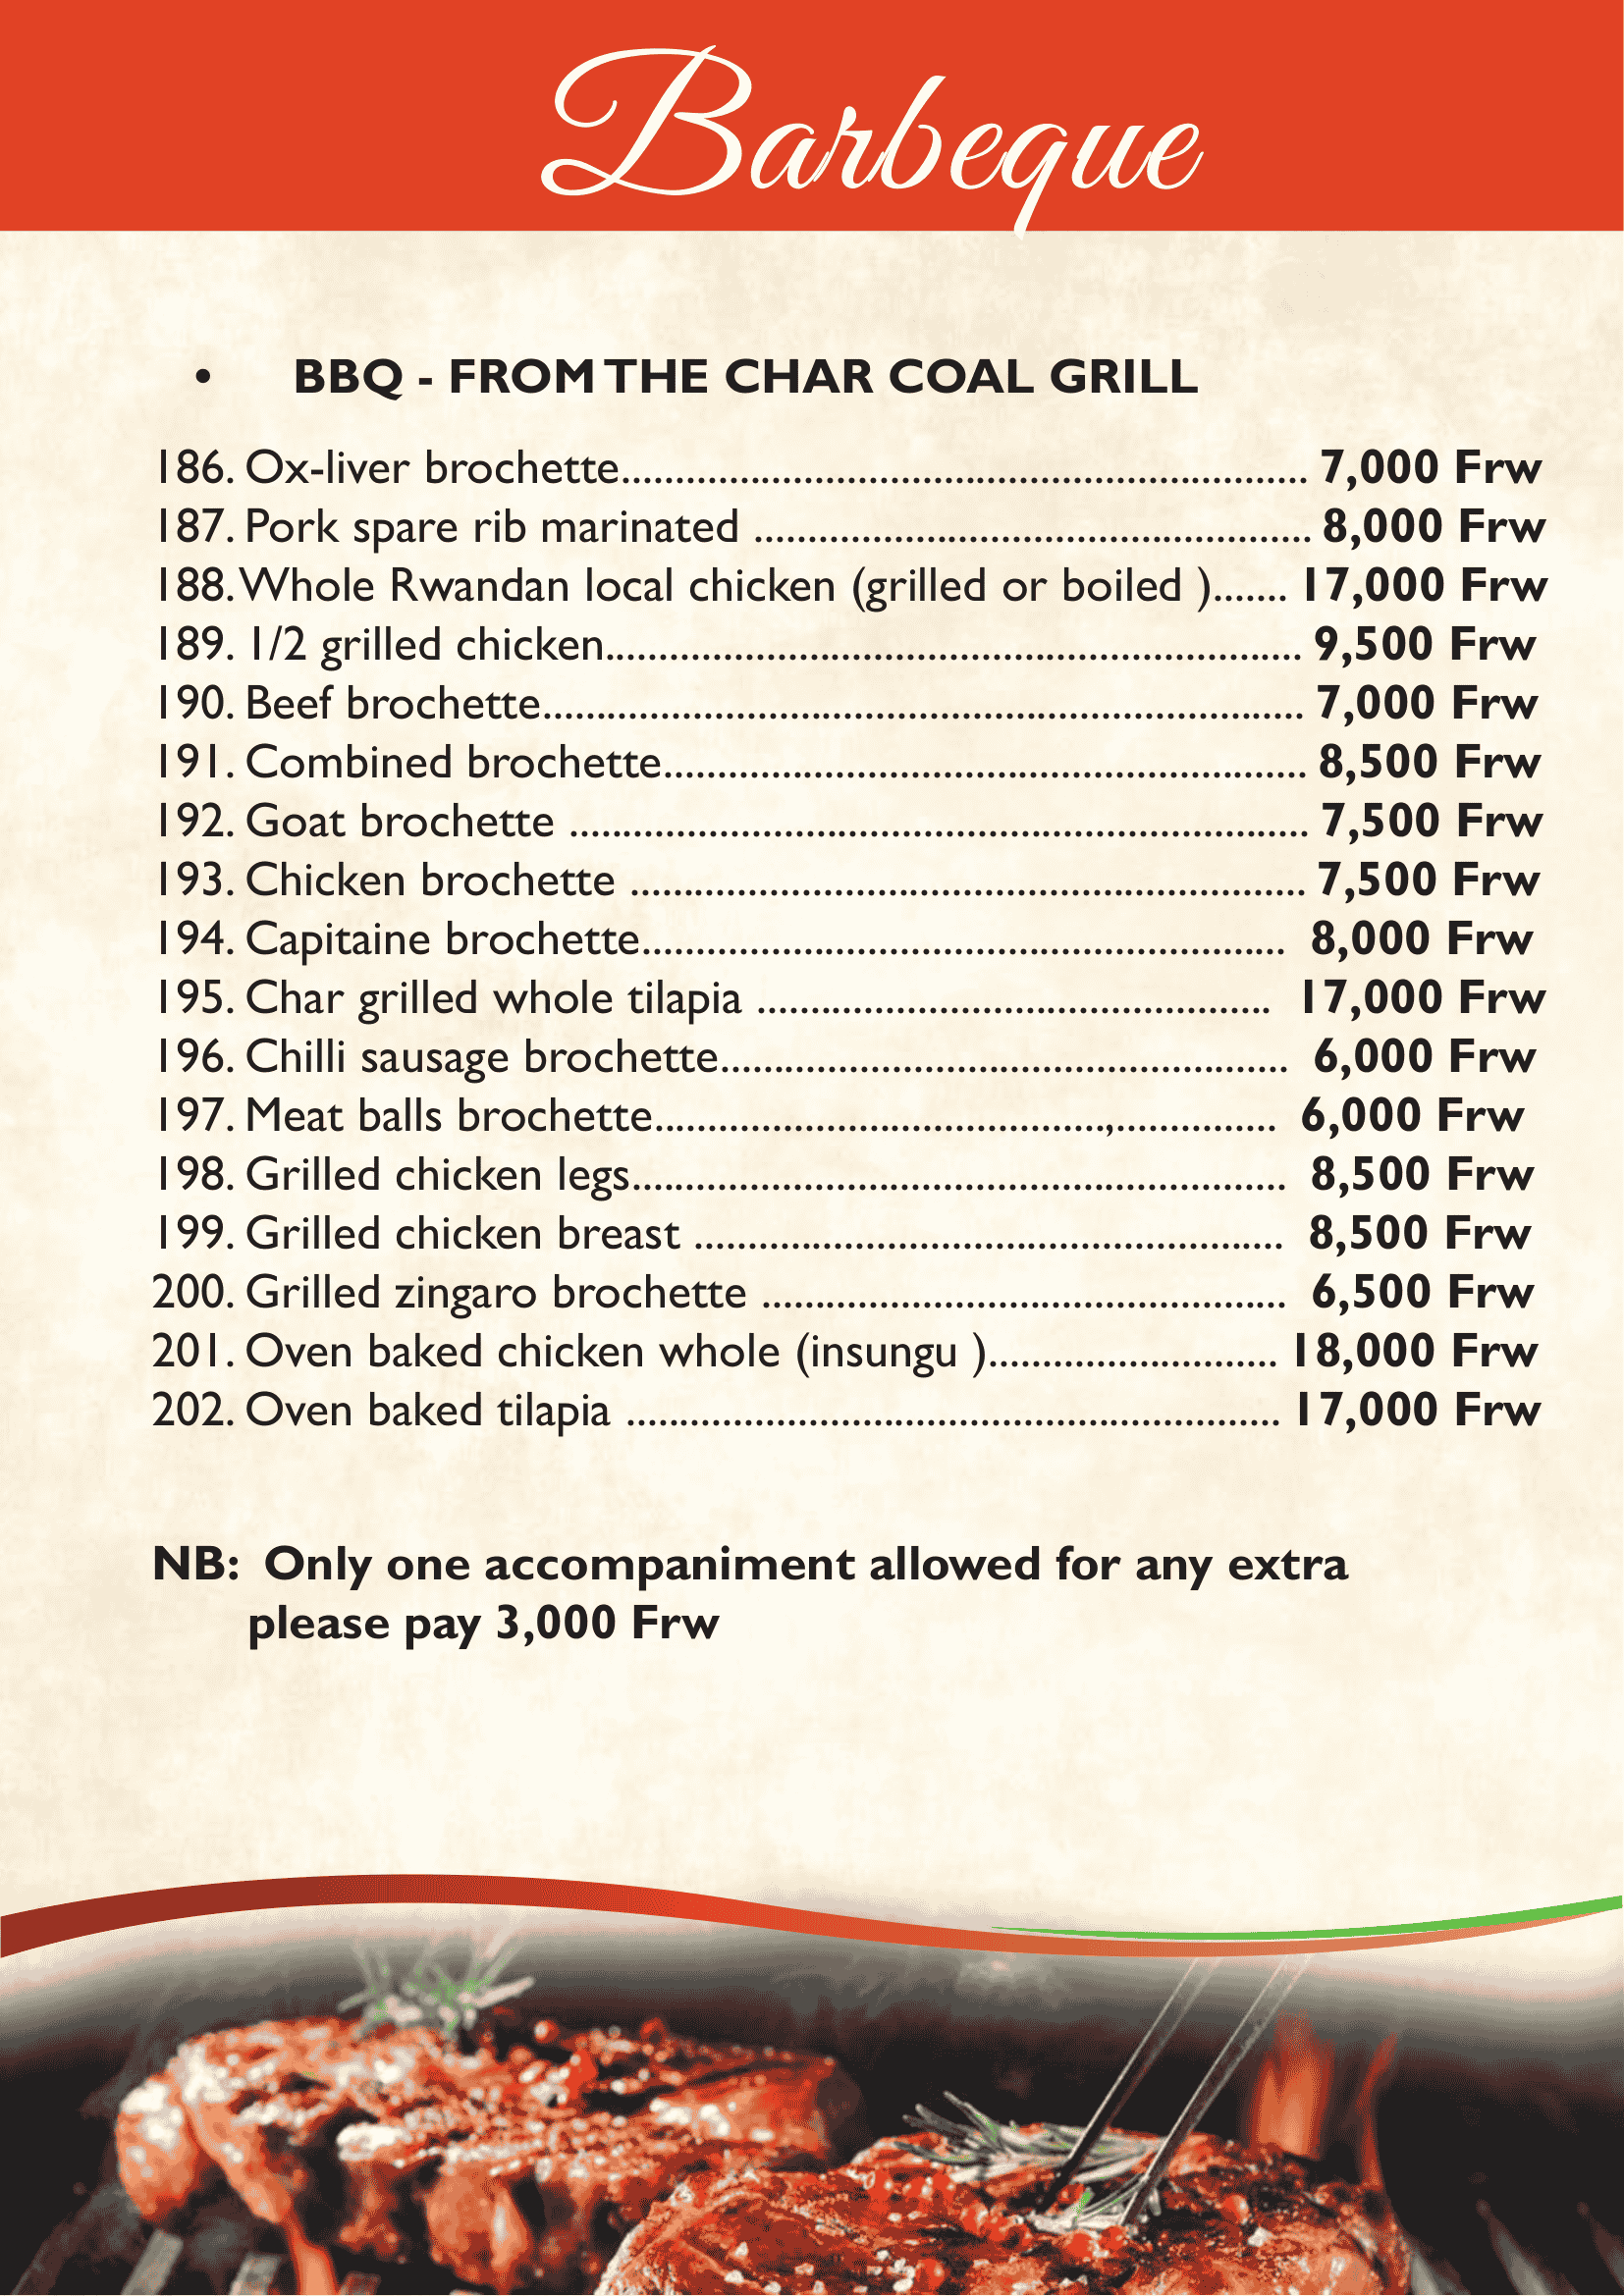 Barbeque
• BBQ - FROM THE CHAR COAL GRILL
186. Ox-liver brochette................................................................ 7,000 Frw
187. Pork spare rib marinated .................................................... 8,000 Frw
188. Whole Rwandan local chicken (grilled or boiled )....... 17,000 Frw
189. 1/2 grilled chicken................................................................. 9,500 Frw
190. Beef brochette....................................................................... 7,000 Frw
191. Combined brochette............................................................ 8,500 Frw
192. Goat brochette ..................................................................... 7,500 Frw
193. Chicken brochette ............................................................... 7,500 Frw
194. Capitaine brochette............................................................ 8,000 Frw
195. Char grilled whole tilapia ................................................ 17,000 Frw
196. Chilli sausage brochette..................................................... 6,000 Frw
197. Meat balls brochette..........................................,............... 6,000 Frw
198. Grilled chicken legs............................................................. 8,500 Frw
199. Grilled chicken breast ....................................................... 8,500 Frw
200. Grilled zingaro brochette ................................................. 6,500 Frw
201. Oven baked chicken whole (insungu )........................... 18,000 Frw
202. Oven baked tilapia ............................................................. 17,000 Frw
NB: Only one accompaniment allowed for any extra
please pay 3,000 Frw